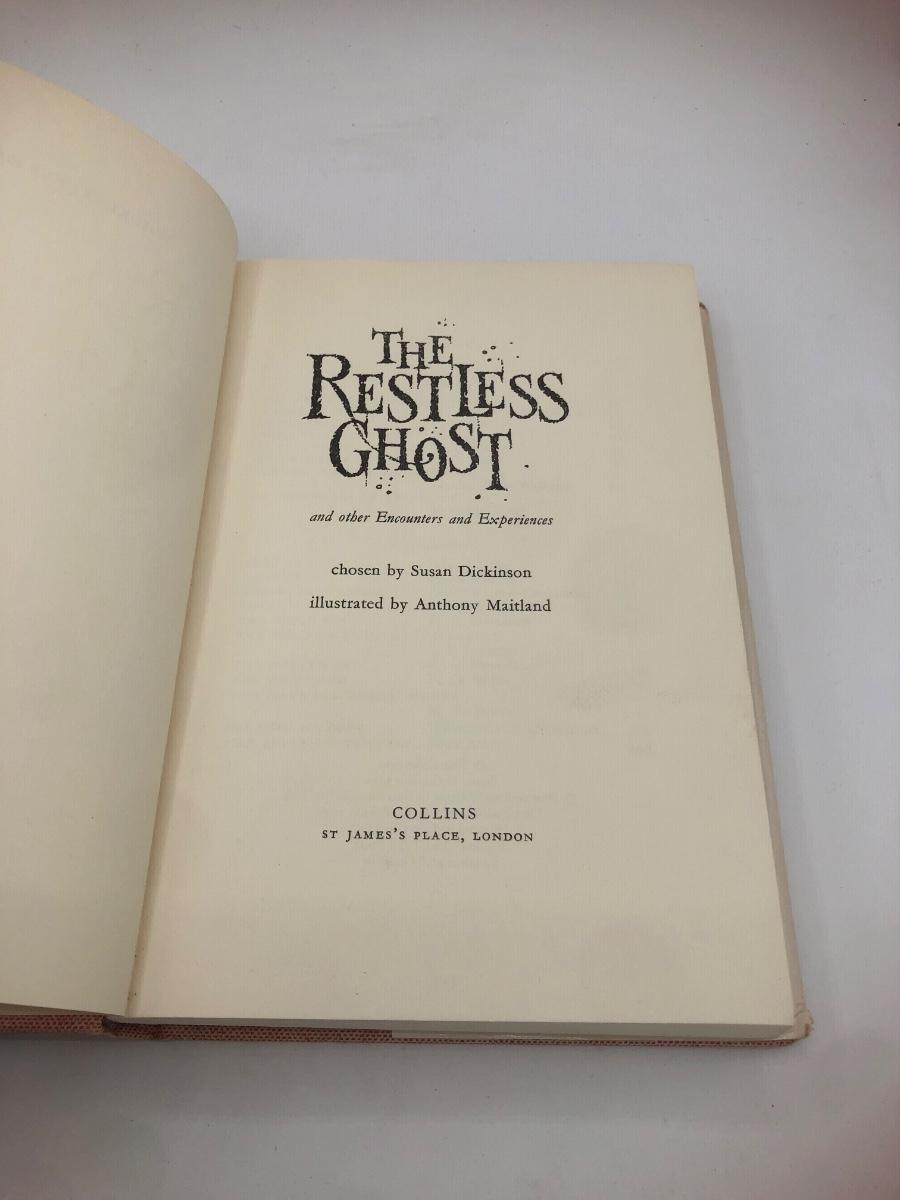 THE
RESTLESS
GHOST
and other Encounters and Experiences
chosen by Susan Dickinson
illustrated by Anthony Maitland
COLLINS
ST JAMES'S PLACE, LONDON